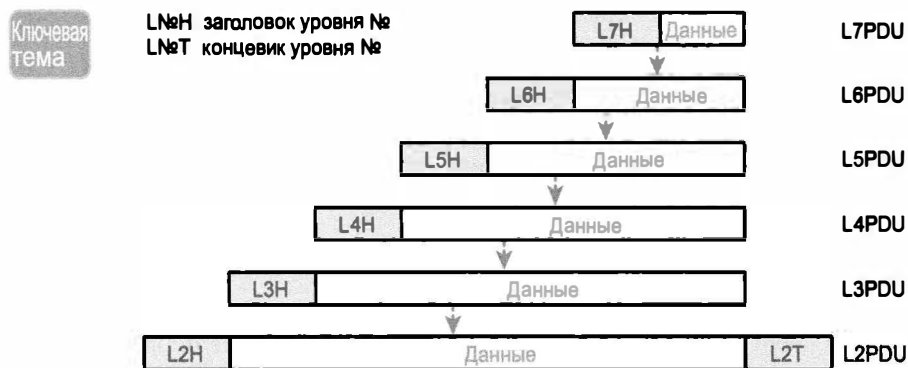 Ключевая
тема
L№H заголовок уровня №
L№T концевик уровня №
L7H Данные L7PDU
L6H Данные L6PDU
L5H Данные L5PDU
L4H Данные L4PDU
L3H Данные L3PDU
L2H Данные L2T L2PDU